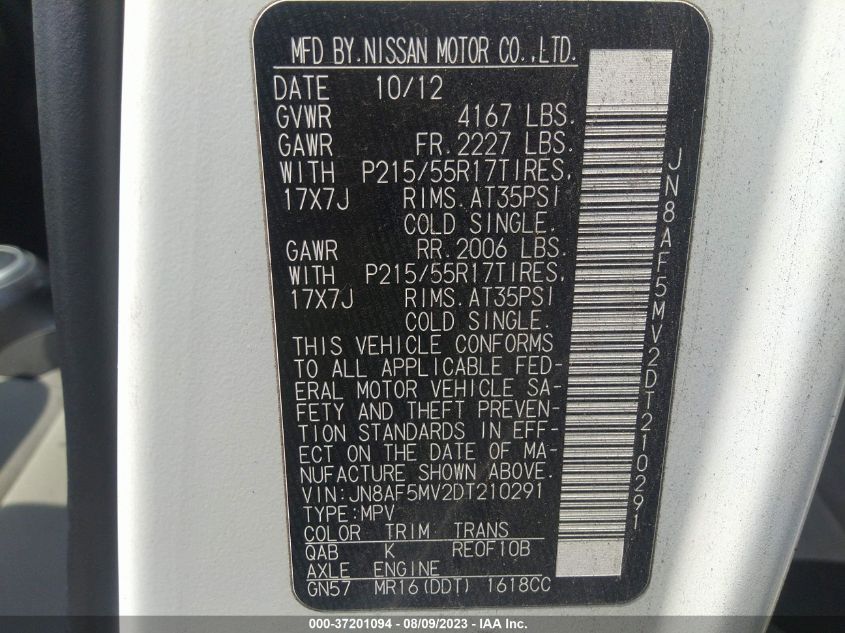 MFD BY.NISSAN MOTOR CO.,LTD.
DATE 10/12
GVWR 4167 LBS.
GAWR FR.2227 LBS.
WITH P215/55R17TIRES,
17X7J RIMS.AT35PSI
COLD SINGLE.
GAWR RR.2006 LBS.
WITH P215/55R17TIRES,
17X7J RIMS.AT35PSI
COLD SINGLE.
THIS VEHICLE CONFORMS
TO ALL APPLICABLE FED-
ERAL MOTOR VEHICLE SA-
FETY AND THEFT PREVEN-
TION STANDARDS IN EFF-
ECT ON THE DATE OF MA-
NUFACTURE SHOWN ABOVE.
VIN:JN8AF5MV2DT210291
TYPE:MPV
COLOR TRIM TRANS
QAB K RE0F10B
AXLE ENGINE
GN57 MR16(DDT) 1618CC
JN8AF5MV2DT210291
000-37201094 - 08/09/2023 - IAA Inc.